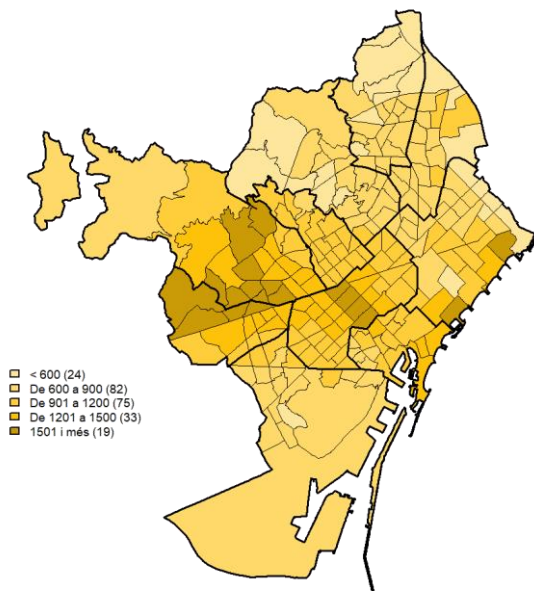 < 600 (24)
De 600 a 900 (82)
De 901 a 1200 (75)
De 1201 a 1500 (33)
1501 i més (19)